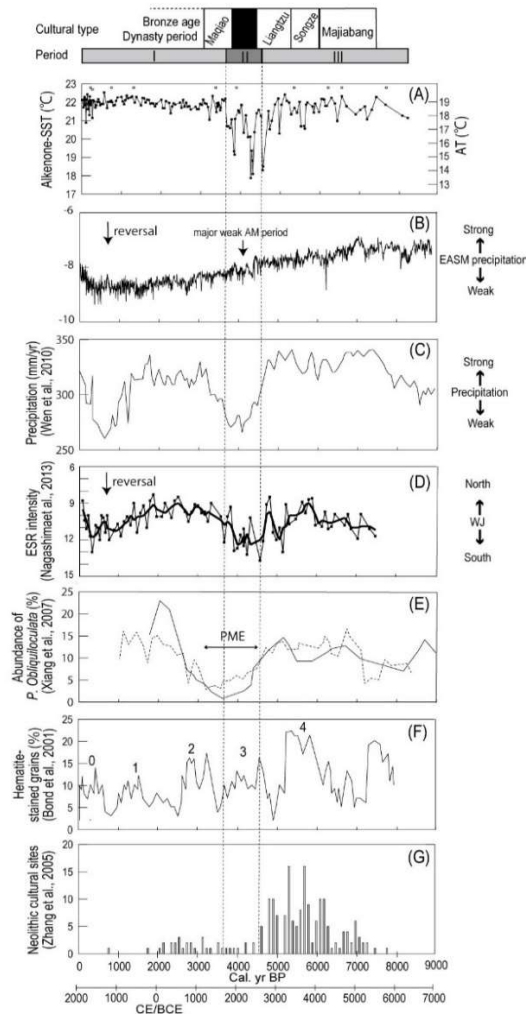 Cultural type
Bronze age
Dynasty period
Maqiao
Liangtzu
Songze
Majiabang
Period
I
II
III
(A)
Alkenone-SST (℃)
22
22
21
20
19
18
17
19
18
17
16
15
14
AT (℃)
(B)
-6
-8
-10
reversal
major weak AM period
Strong
EASM precipitation
Weak
(C)
Precipitation (mm/yr)
(Wen et al., 2010)
350
300
250
Strong
Precipitation
Weak
(D)
ESR intensity
(Nagashimaet al., 2013)
6
9
12
15
reversal
North
WJ
South
(E)
Abundance of
P. Obliquiloculata (%)
(Xiang et al., 2007)
25
20
15
10
5
0
PME
(F)
Hematite-
stained grains (%)
(Bond et al., 2001)
25
20
15
10
5
0
0
1
2
3
4
(G)
Neolithic cultural sites
(Zhang et al., 2005)
20
15
10
5
0
0 1000 2000 3000 4000 5000 6000 7000 8000 9000
Cal. yr BP
2000 1000 0 1000 2000 3000 4000 5000 6000 7000
CE/BCE